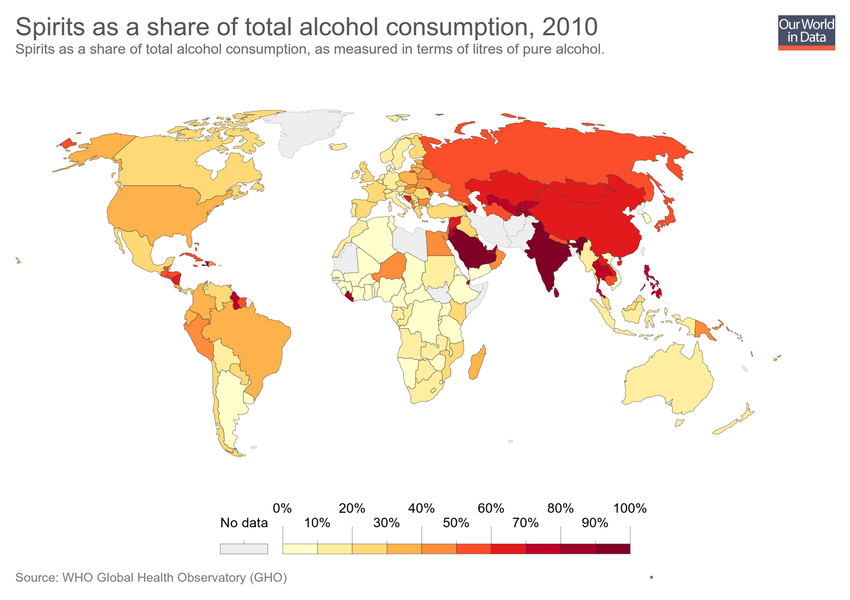 Spirits as a share of total alcohol consumption, 2010
Spirits as a share of total alcohol consumption, as measured in terms of litres of pure alcohol.
Our World
in Data
0% 20% 40% 60% 80% 100%
No data 10% 30% 50% 70% 90%
Source: WHO Global Health Observatory (GHO)